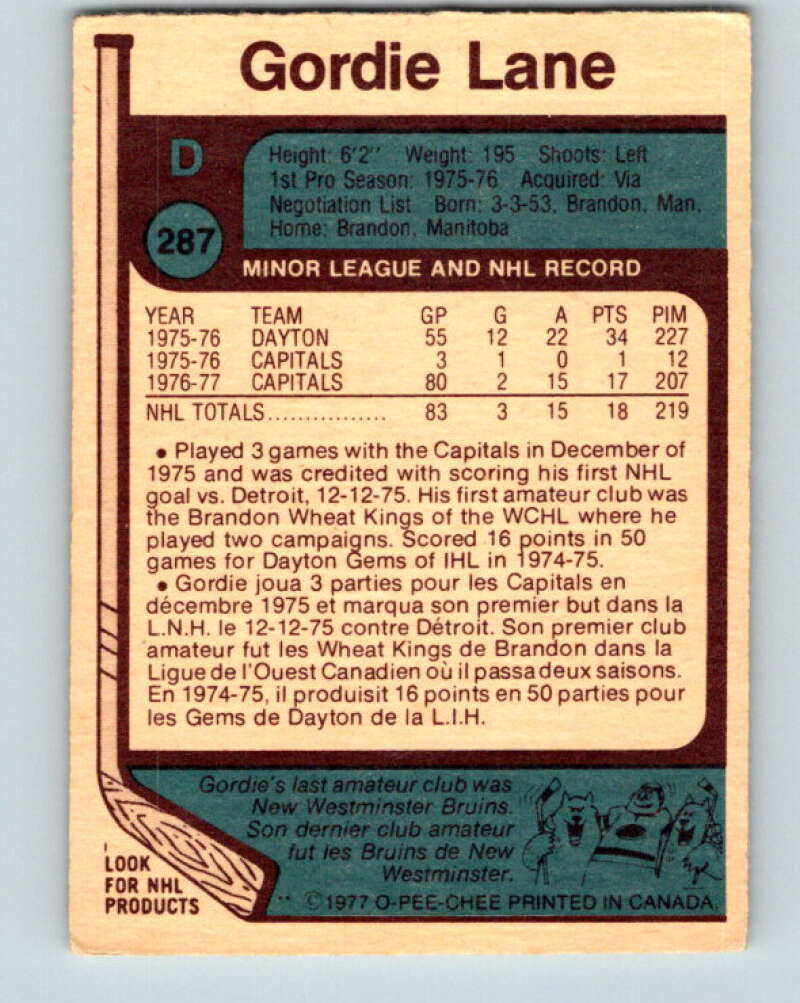 Gordie Lane
D
287
Height: 6'2" Weight: 195 Shoots: Left
1st Pro Season: 1975-76 Acquired: Via
Negotiation List Born: 3-3-53, Brandon, Man.
Home: Brandon, Manitoba
MINOR LEAGUE AND NHL RECORD
YEAR TEAM GP G A PTS PIM
1975-76 DAYTON 55 12 22 34 227
1975-76 CAPITALS 3 1 0 1 12
1976-77 CAPITALS 80 2 15 17 207
NHL TOTALS................ 83 3 15 18 219
• Played 3 games with the Capitals in December of
1975 and was credited with scoring his first NHL
goal vs. Detroit, 12-12-75. His first amateur club was
the Brandon Wheat Kings of the WCHL where he
played two campaigns. Scored 16 points in 50
games for Dayton Gems of IHL in 1974-75.
• Gordie joua 3 parties pour les Capitals en
décembre 1975 et marqua son premier but dans la
L.N.H. le 12-12-75 contre Détroit. Son premier club
amateur fut les Wheat Kings de Brandon dans la
Ligue de l'Ouest Canadien où il passa deux saisons.
En 1974-75, il produisit 16 points en 50 parties pour
les Gems de Dayton de la L.I.H.
Gordie's last amateur club was
New Westminster Bruins.
Son dernier club amateur
fut les Bruins de New
Westminster.
LOOK
FOR NHL
PRODUCTS
** ©1977 O-PEE-CHEE PRINTED IN CANADA